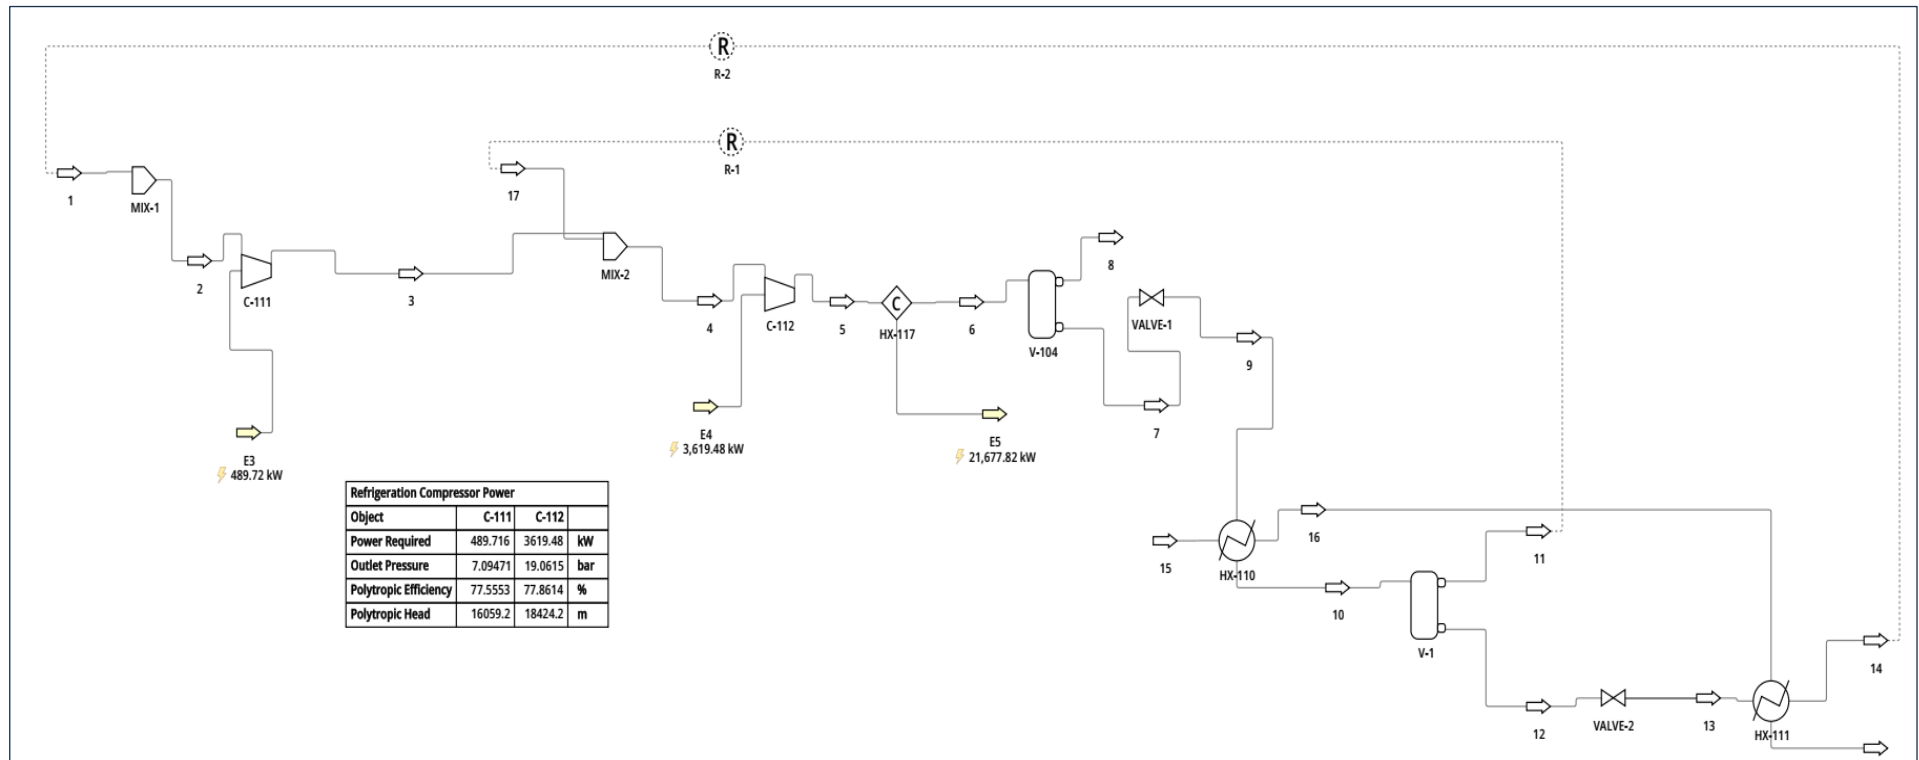 R
R-2
R
R-1
1
MIX-1
17
2
C-111
3
MIX-2
4
C-112
5
C
HX-117
6
V-104
8
VALVE-1
9
7
E3
489.72 kW
E4
3,619.48 kW
E5
21,677.82 kW
Refrigeration Compressor Power
Object C-111 C-112
Power Required 489.716 3619.48 kW
Outlet Pressure 7.09471 19.0615 bar
Polytropic Efficiency 77.5553 77.8614 %
Polytropic Head 16059.2 18424.2 m
15
HX-110
16
10
11
V-1
12
VALVE-2
13
HX-111
14